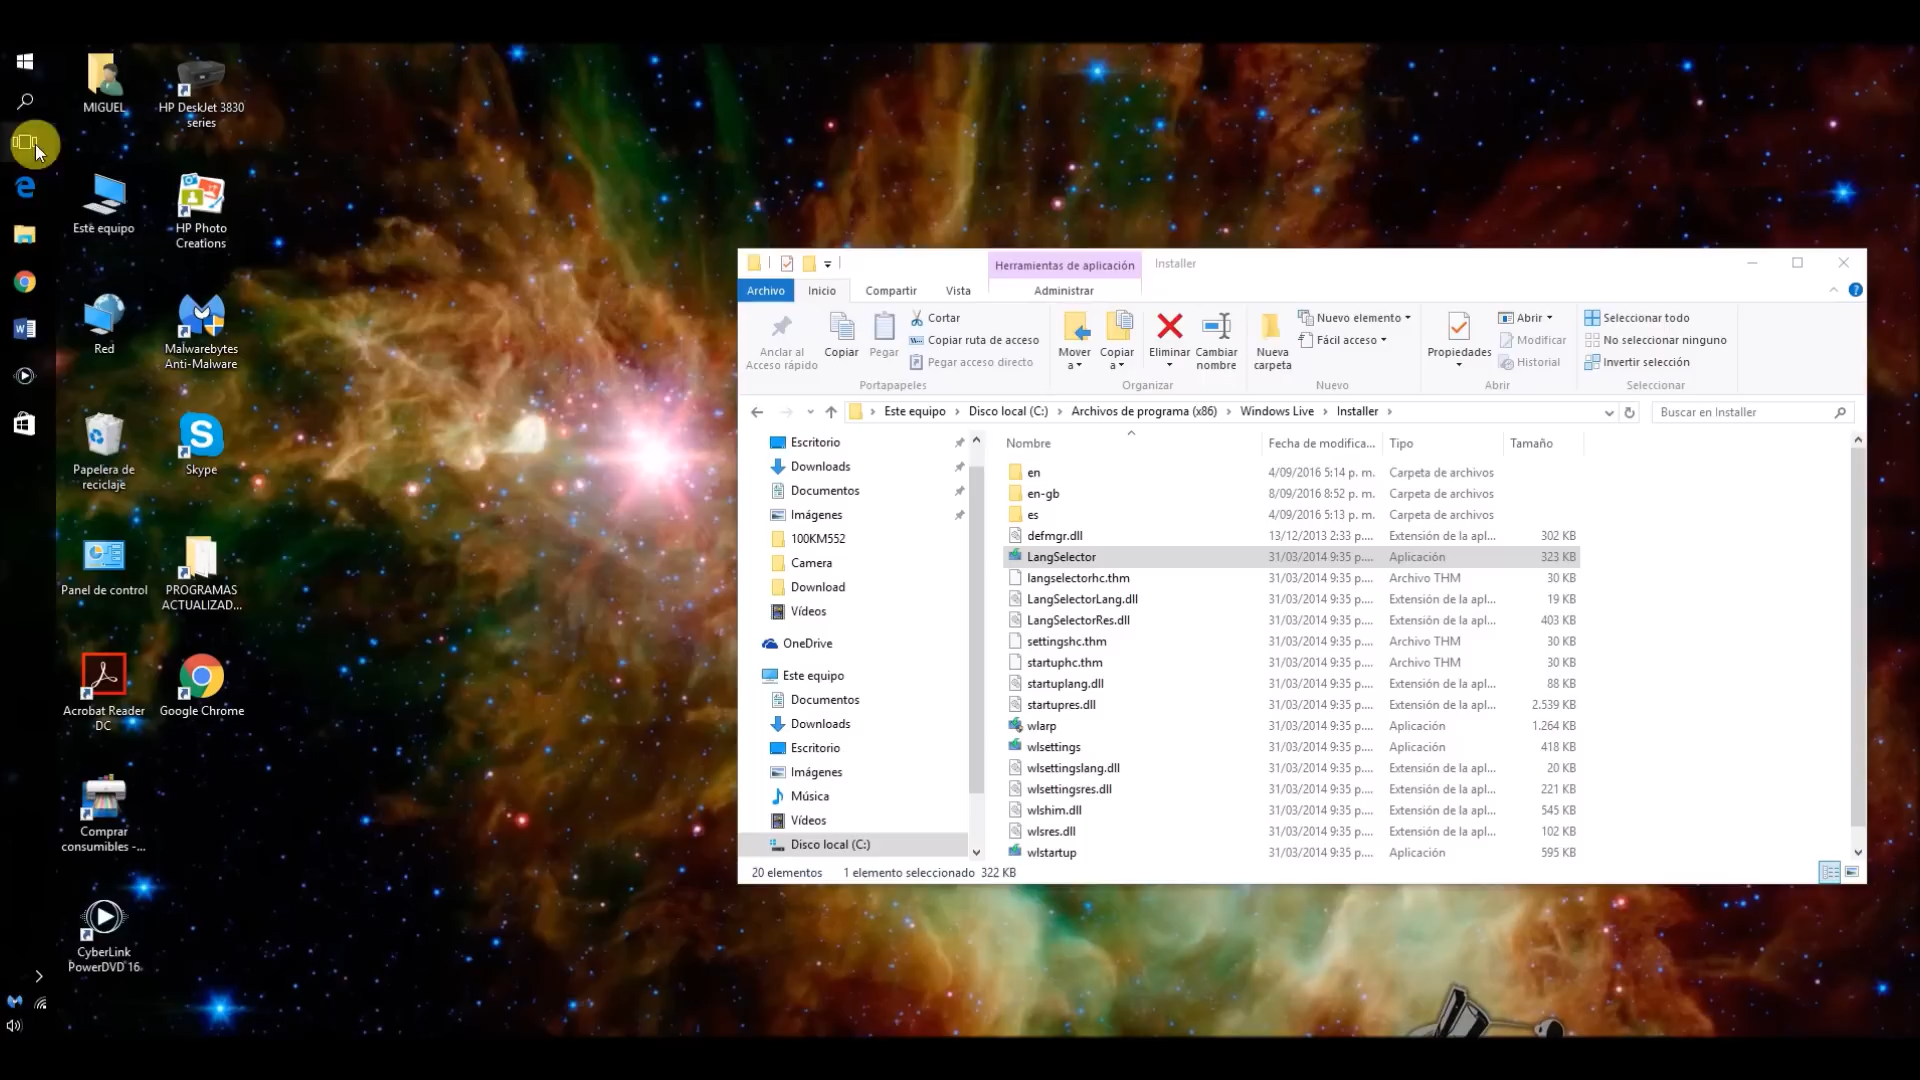 MIGUEL
HP DeskJet 3830
series
Este equipo
HP Photo
Creations
Red
Malwarebytes
Anti-Malware
Papelera de
reciclaje
Skype
Panel de control
PROGRAMAS
ACTUALIZAD...
Acrobat Reader
DC
Google Chrome
Comprar
consumibles -...
CyberLink
PowerDVD 16
Herramientas de aplicación
Installer
Archivo
Inicio
Compartir
Vista
Administrar
Anclar al
Acceso rápido
Copiar
Pegar
Cortar
Copiar ruta de acceso
Pegar acceso directo
Portapapeles
Mover
a
Copiar
a
Eliminar
Cambiar
nombre
Organizar
Nueva
carpeta
Nuevo elemento
Fácil acceso
Nuevo
Propiedades
Abrir
Modificar
Historial
Abrir
Seleccionar todo
No seleccionar ninguno
Invertir selección
Seleccionar
Este equipo > Disco local (C:) > Archivos de programa (x86) > Windows Live > Installer >
Buscar en Installer
Escritorio
Downloads
Documentos
Imágenes
100KM552
Camera
Download
Vídeos
OneDrive
Este equipo
Documentos
Downloads
Escritorio
Imágenes
Música
Vídeos
Disco local (C:)
Nombre Fecha de modifica... Tipo Tamaño
en 4/09/2016 5:14 p. m. Carpeta de archivos
en-gb 8/09/2016 8:52 p. m. Carpeta de archivos
es 4/09/2016 5:13 p. m. Carpeta de archivos
defmgr.dll 13/12/2013 2:33 p.... Extensión de la apl... 302 KB
LangSelector 31/03/2014 9:35 p.... Aplicación 323 KB
langselectorhc.thm 31/03/2014 9:35 p.... Archivo THM 30 KB
LangSelectorLang.dll 31/03/2014 9:35 p.... Extensión de la apl... 19 KB
LangSelectorRes.dll 31/03/2014 9:35 p.... Extensión de la apl... 403 KB
settingshc.thm 31/03/2014 9:35 p.... Archivo THM 30 KB
startuphc.thm 31/03/2014 9:35 p.... Archivo THM 30 KB
startuplang.dll 31/03/2014 9:35 p.... Extensión de la apl... 88 KB
startupres.dll 31/03/2014 9:35 p.... Extensión de la apl... 2.539 KB
wlarp 31/03/2014 9:35 p.... Aplicación 1.264 KB
wlsettings 31/03/2014 9:35 p.... Aplicación 418 KB
wlsettingslang.dll 31/03/2014 9:35 p.... Extensión de la apl... 20 KB
wlsettingsres.dll 31/03/2014 9:35 p.... Extensión de la apl... 221 KB
wlshim.dll 31/03/2014 9:35 p.... Extensión de la apl... 545 KB
wlsres.dll 31/03/2014 9:35 p.... Extensión de la apl... 102 KB
wlstartup 31/03/2014 9:35 p.... Aplicación 595 KB
20 elementos 1 elemento seleccionado 322 KB